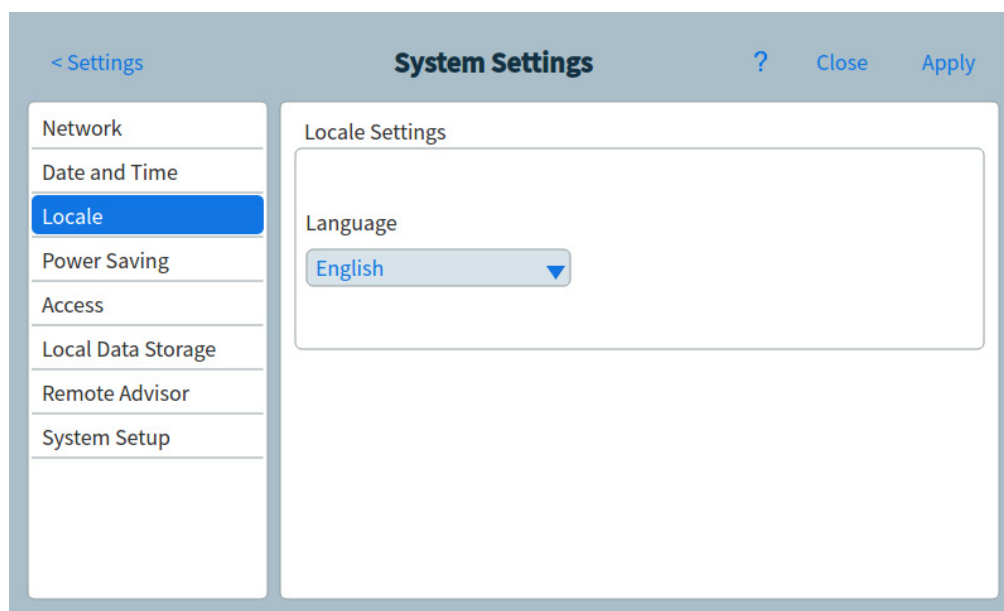 < Settings System Settings ? Close Apply
Network
Date and Time
Locale
Power Saving
Access
Local Data Storage
Remote Advisor
System Setup
Locale Settings
Language
English